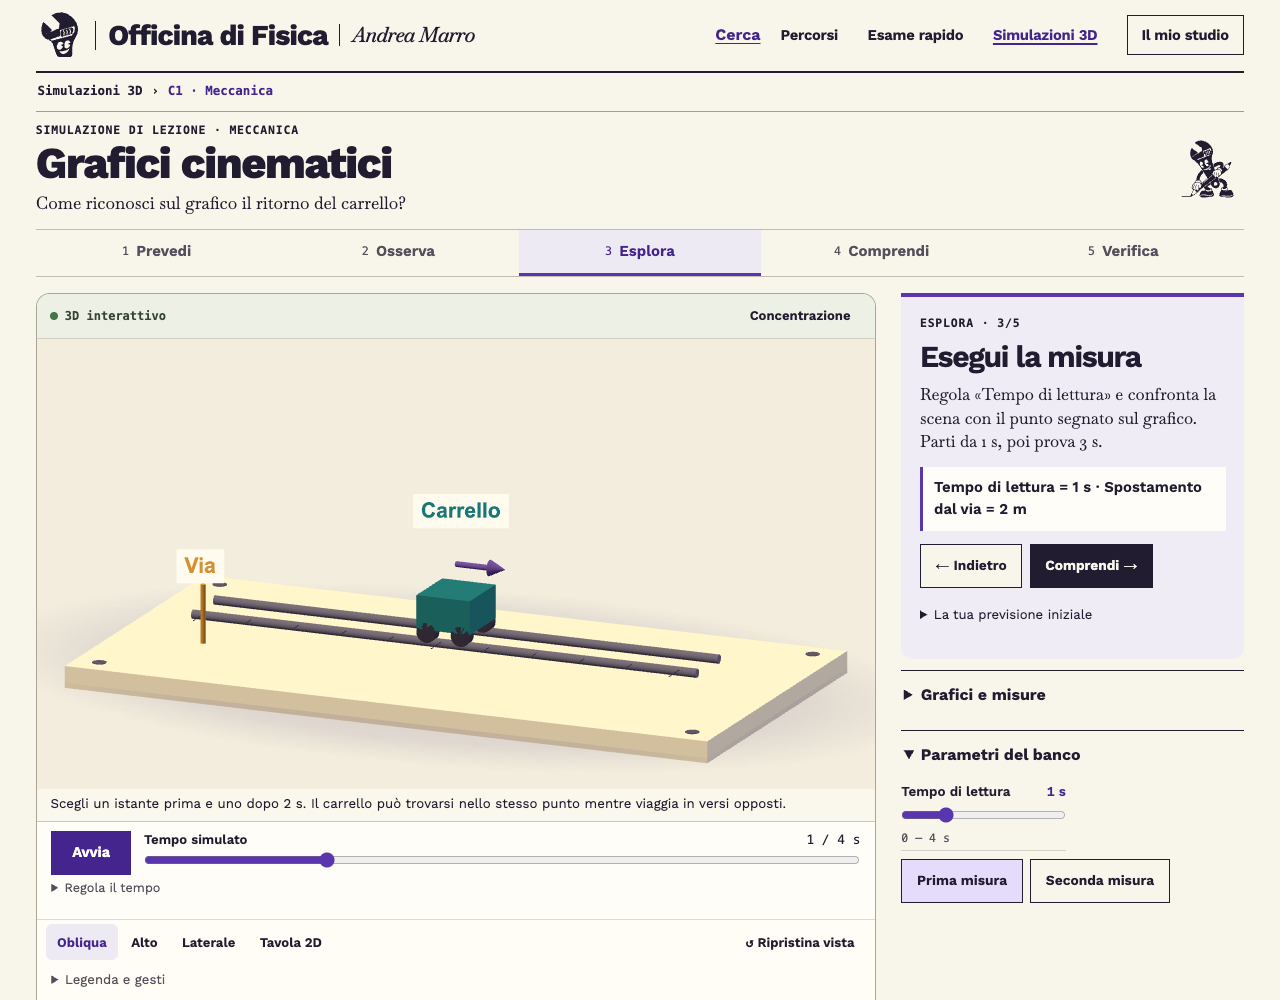 Officina di Fisica
Andrea Marro
Cerca
Percorsi
Esame rapido
Simulazioni 3D
Il mio studio
Simulazioni 3D › C1 · Meccanica
SIMULAZIONE DI LEZIONE · MECCANICA
Grafici cinematici
Come riconosci sul grafico il ritorno del carrello?
1 Prevedi
2 Osserva
3 Esplora
4 Comprendi
5 Verifica
3D interattivo
Concentrazione
Carrello
Via
Scegli un istante prima e uno dopo 2 s. Il carrello può trovarsi nello stesso punto mentre viaggia in versi opposti.
Avvia
Tempo simulato
1 / 4 s
▶ Regola il tempo
Obliqua
Alto
Laterale
Tavola 2D
↺ Ripristina vista
▶ Legenda e gesti
ESPLORA · 3/5
Esegui la misura
Regola «Tempo di lettura» e confronta la
scena con il punto segnato sul grafico.
Parti da 1 s, poi prova 3 s.
Tempo di lettura = 1 s · Spostamento
dal via = 2 m
← Indietro
Comprendi →
▶ La tua previsione iniziale
▶ Grafici e misure
▼ Parametri del banco
Tempo di lettura
1 s
0 — 4 s
Prima misura
Seconda misura